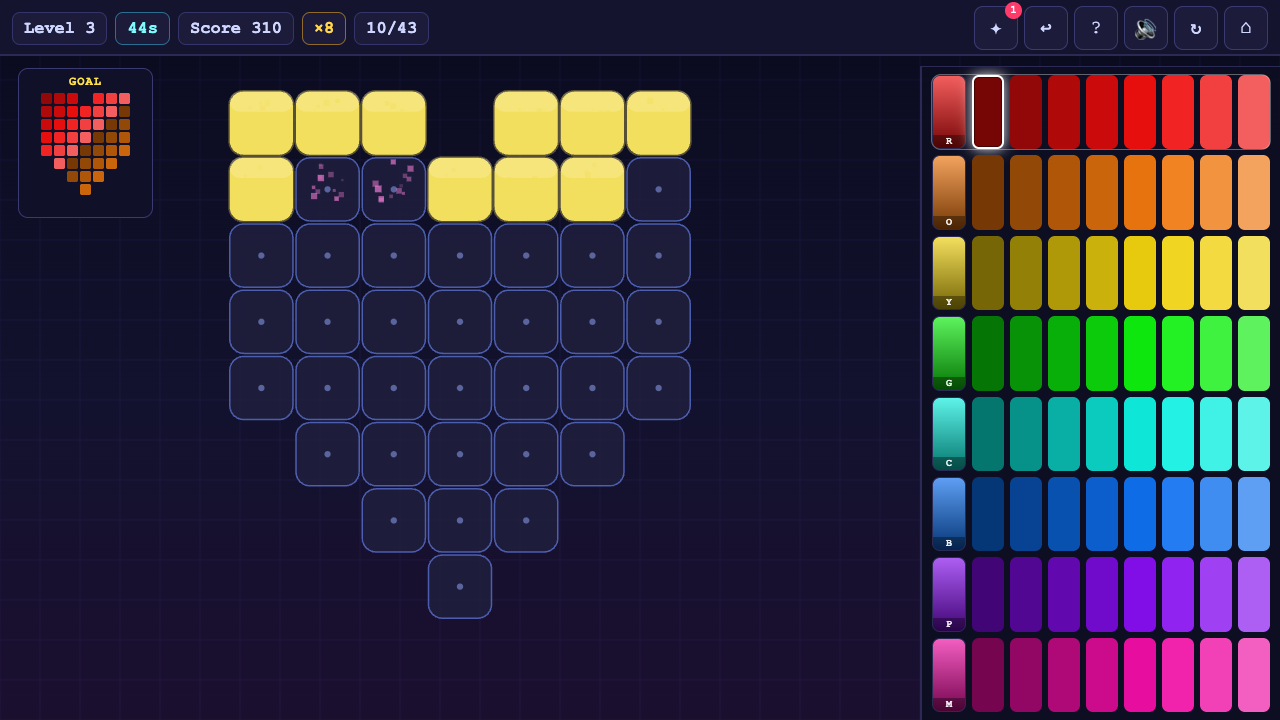 Level 3 44s Score 310 ×8 10/43 ✦ 1 ↩ ? 🔊 ↻ ⌂
GOAL
R
O
Y
G
C
B
P
M